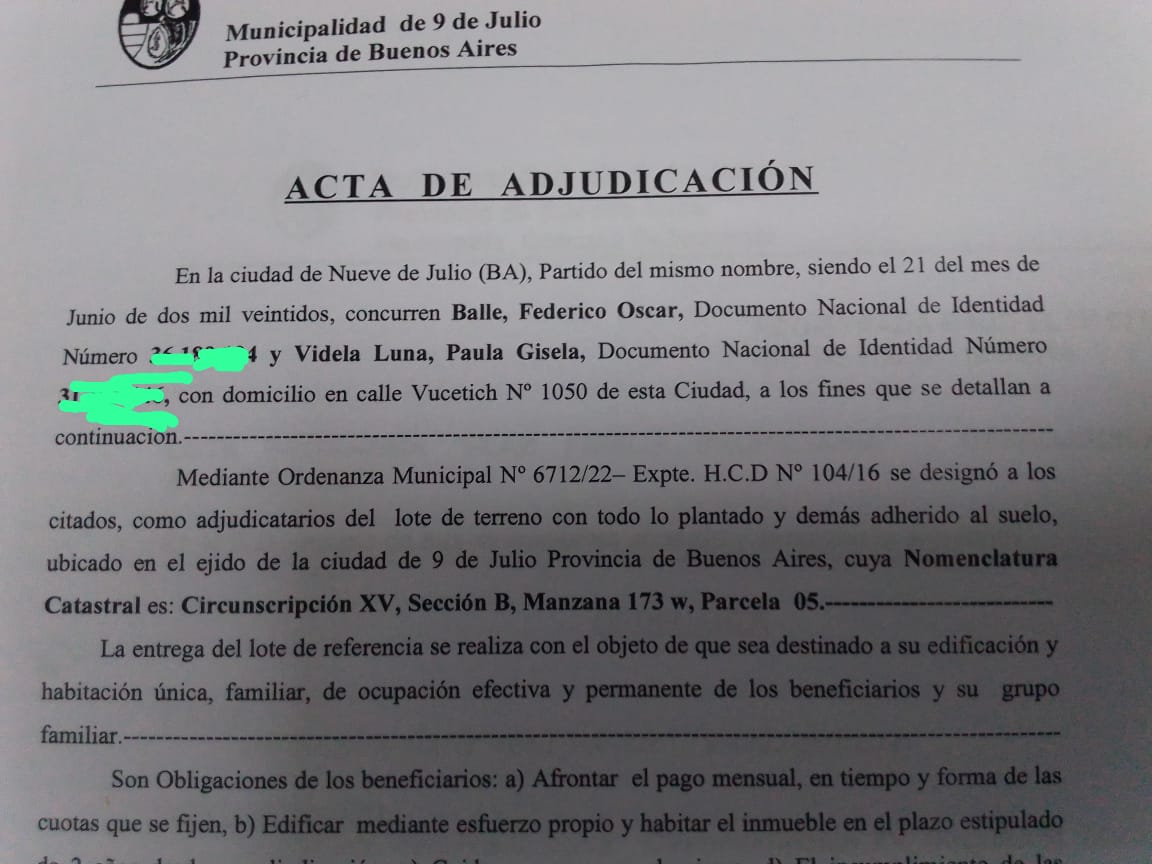 Municipalidad de 9 de Julio
Provincia de Buenos Aires
ACTA DE ADJUDICACIÓN
En la ciudad de Nueve de Julio (BA), Partido del mismo nombre, siendo el 21 del mes de
Junio de dos mil veintidos, concurren Balle, Federico Oscar, Documento Nacional de Identidad
Número y Videla Luna, Paula Gisela, Documento Nacional de Identidad Número
con domicilio en calle Vucetich Nº 1050 de esta Ciudad, a los fines que se detallan a
continuación.-
Mediante Ordenanza Municipal Nº 6712/22– Expte. H.C.D Nº 104/16 se designó a los
citados, como adjudicatarios del lote de terreno con todo lo plantado y demás adherido al suelo,
ubicado en el ejido de la ciudad de 9 de Julio Provincia de Buenos Aires, cuya Nomenclatura
Catastral es: Circunscripción XV, Sección B, Manzana 173 w, Parcela 05.-
La entrega del lote de referencia se realiza con el objeto de que sea destinado a su edificación y
habitación única, familiar, de ocupación efectiva y permanente de los beneficiarios y su grupo
familiar.-
Son Obligaciones de los beneficiarios: a) Afrontar el pago mensual, en tiempo y forma de las
cuotas que se fijen, b) Edificar mediante esfuerzo propio y habitar el inmueble en el plazo estipulado